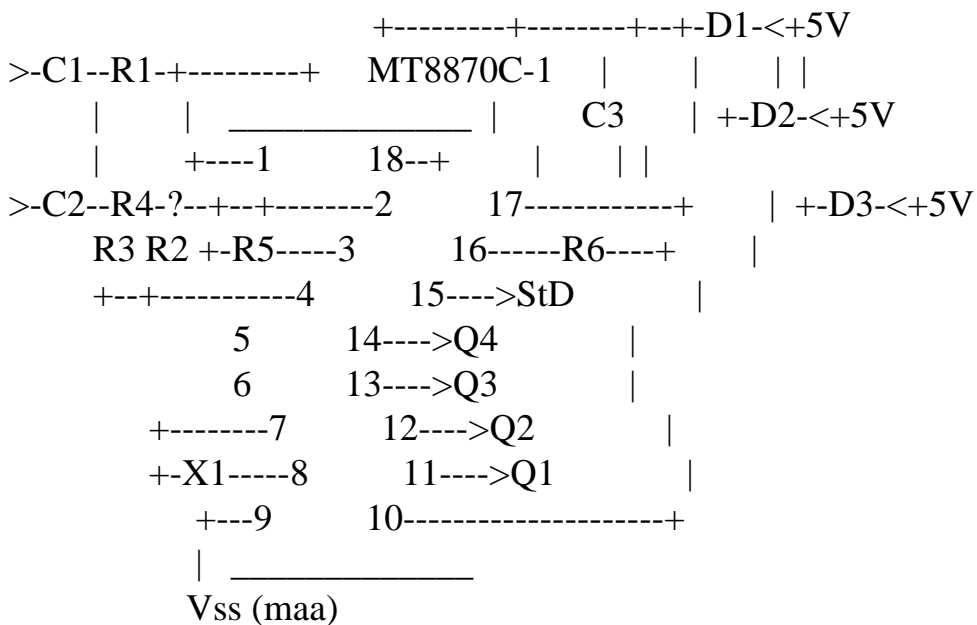 +---------+--------+--+-D1-<+5V
>-C1--R1-+---------+ MT8870C-1 | | | |
| | _____________ | C3 | +-D2-<+5V
| +----1 18--+ | | |
>-C2--R4-?--+--+--------2 17------------+ | +-D3-<+5V
R3 R2 +-R5-----3 16------R6----+ |
+--+-----------4 15---->StD |
5 14---->Q4 |
6 13---->Q3 |
+--------7 12---->Q2 |
+-X1-----8 11---->Q1 |
+---9 10---------------------+
| _____________
Vss (maa)